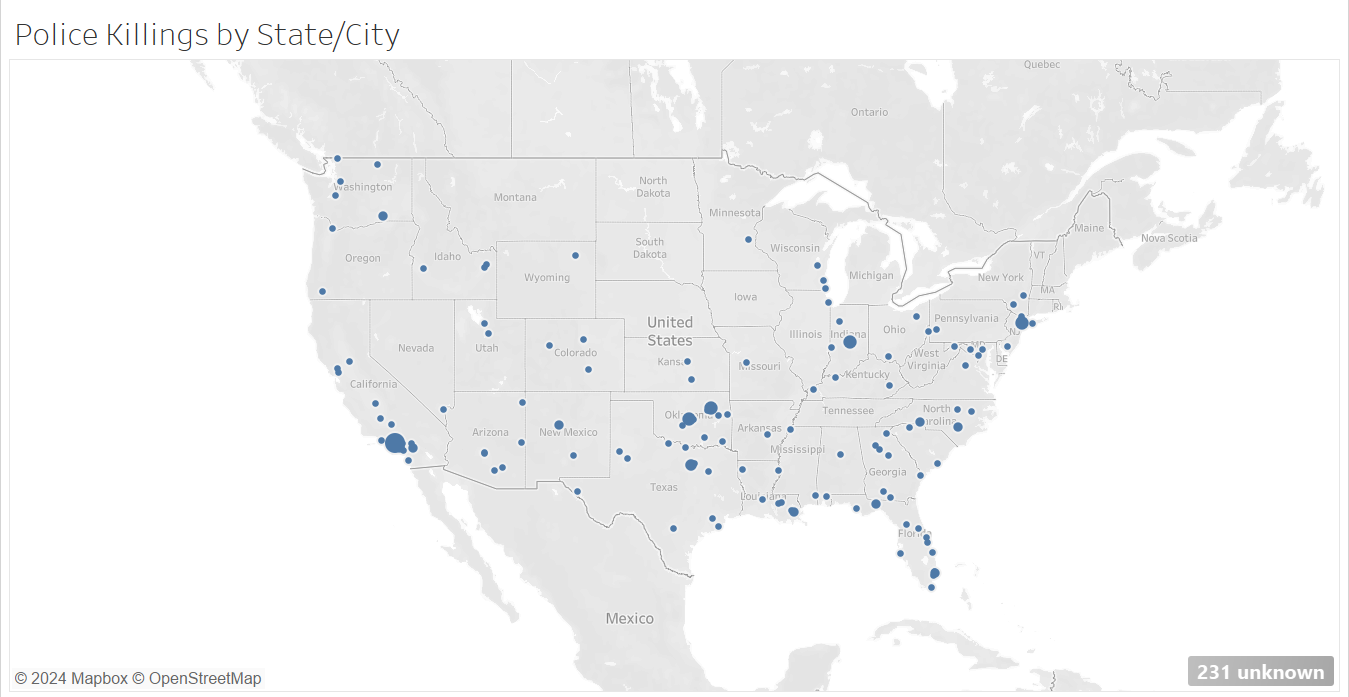 Police Killings by State/City
Quebec
Ontario
Washington
Montana
North
Dakota
Minnesota
Maine
Nova Scotia
Oregon
Idaho
South
Dakota
Wisconsin
Michigan
VT
New York
Wyoming
Iowa
MA
RI
Nevada
Utah
Colorado
United
States
Illinois
Indiana
Ohio
Pennsylvania
NJ
Kansas
Missouri
West
Virginia
MD
DE
California
Kentucky
Arizona
New Mexico
Oklahoma
Arkansas
Tennessee
North
Carolina
Mississippi
Georgia
Texas
Louisiana
Florida
Mexico
© 2024 Mapbox © OpenStreetMap
231 unknown